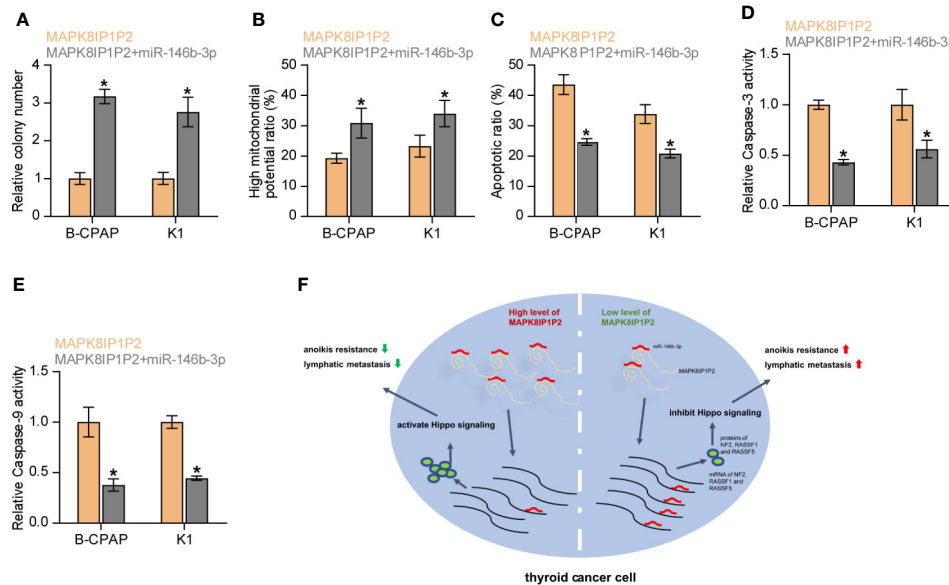 A
MAPK8IP1P2
MAPK8IP1P2+miR-146b-3p
Relative colony number
4
3
2
1
0
*
*
B-CPAP
K1
B
MAPK8IP1P2
MAPK8IP1P2+miR-146b-3p
High mitochondrial
potential ratio (%)
50
40
30
20
10
0
*
*
B-CPAP
K1
C
MAPK8IP1P2
MAPK8 P1P2+miR-146b-3p
Apoptotic ratio (%)
50
40
30
20
10
0
*
*
B-CPAP
K1
D
MAPK8IP1P2
MAPK8IP1P2+miR-146b-3p
Relative Caspase-3 activity
1.5
1.0
0.5
0.0
*
*
B-CPAP
K1
E
MAPK8IP1P2
MAPK8IP1P2+miR-146b-3p
Relative Caspase-9 activity
1.5
1.0
0.5
0.0
*
*
B-CPAP
K1
F
High level of
MAPK8IP1P2
Low level of
MAPK8IP1P2
miR-146b-3p
MAPK8IP1P2
anoikis resistance
lymphatic metastasis
anoikis resistance
lymphatic metastasis
activate Hippo signaling
inhibit Hippo signaling
proteins of
NF2, RASSF1
and RASSF5
mRNA of NF2,
RASSF1 and
RASSF5
thyroid cancer cell